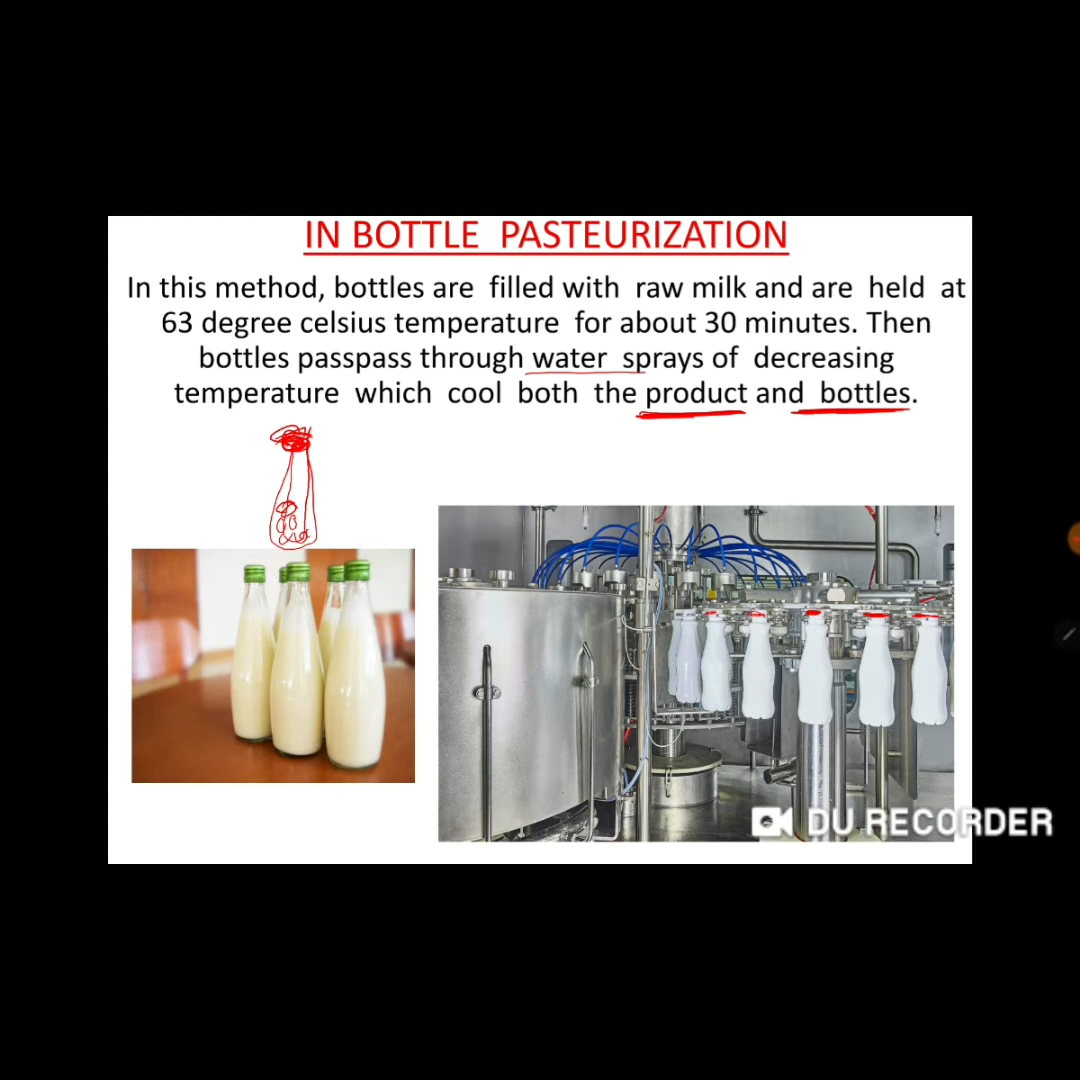 IN BOTTLE PASTEURIZATION
In this method, bottles are filled with raw milk and are held at
63 degree celsius temperature for about 30 minutes. Then
bottles passpass through water sprays of decreasing
temperature which cool both the product and bottles.
DU RECORDER